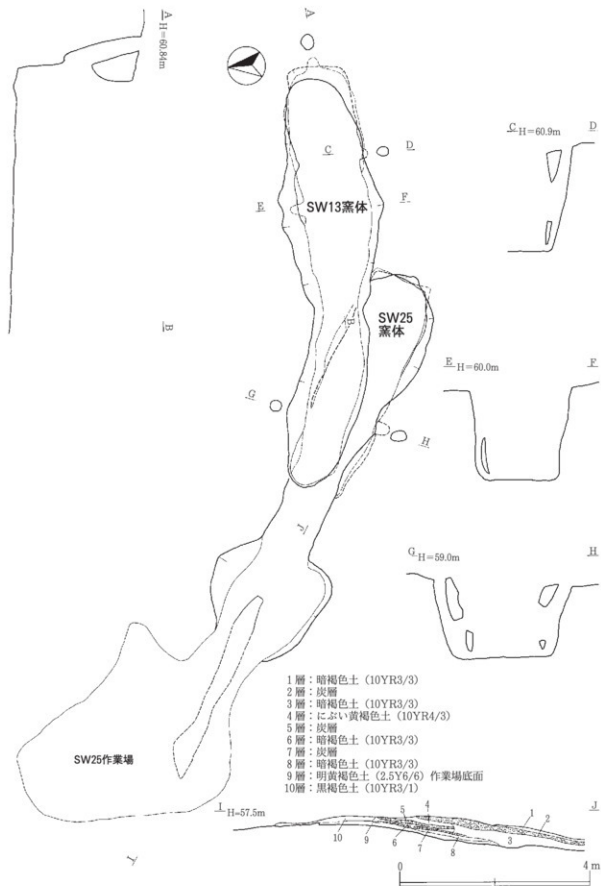 A
H=60.84m
B
A
C
D
SW13窯体
E
F
B
SW25
窯体
G
H
J
SW25作業場
I
C H=60.9m D
E H=60.0m F
G H=59.0m H
1層：暗褐色土（10YR3/3）
2層：炭層
3層：暗褐色土（10YR3/3）
4層：にぶい黄褐色土（10YR4/3）
5層：炭層
6層：暗褐色土（10YR3/3）
7層：炭層
8層：暗褐色土（10YR3/3）
9層：明黄褐色土（2.5Y6/6）作業場底面
10層：黒褐色土（10YR3/1）
I H=57.5m J
5 4 1 2
10 9 6 7 8 3
0 4 m